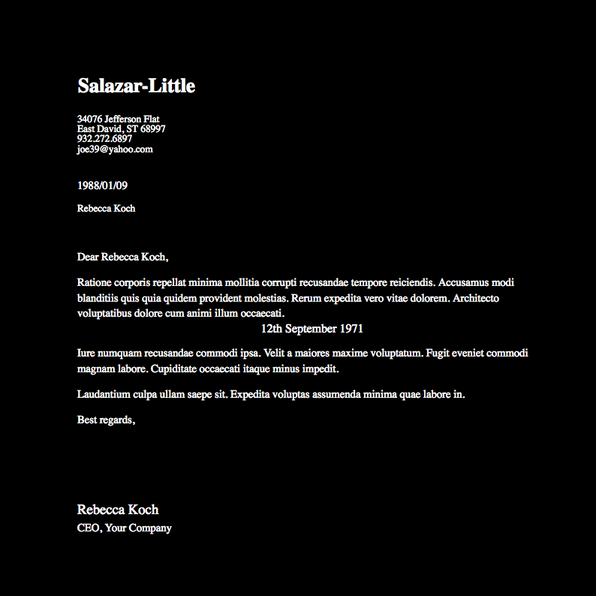 Salazar-Little
34076 Jefferson Flat
East David, ST 68997
932.272.6897
joe39@yahoo.com
1988/01/09
Rebecca Koch
Dear Rebecca Koch,
Ratione corporis repellat minima mollitia corrupti recusandae tempore reiciendis. Accusamus modi
blanditiis quis quia quidem provident molestias. Rerum expedita vero vitae dolorem. Architecto
voluptatibus dolore cum animi illum occaecati.
12th September 1971
Iure numquam recusandae commodi ipsa. Velit a maiores maxime voluptatum. Fugit eveniet commodi
magnam labore. Cupiditate occaecati itaque minus impedit.
Laudantium culpa ullam saepe sit. Expedita voluptas assumenda minima quae labore in.
Best regards,
Rebecca Koch
CEO, Your Company